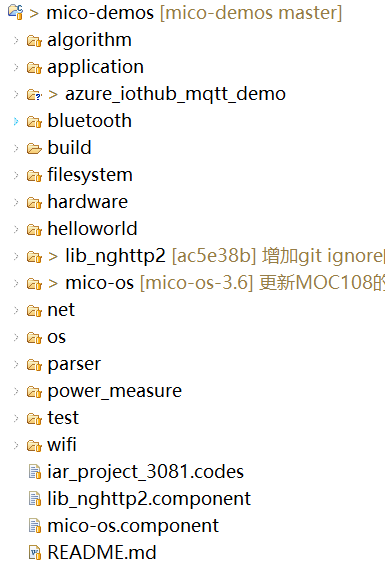 > mico-demos [mico-demos master]
algorithm
application
> azure_iothub_mqtt_demo
bluetooth
build
filesystem
hardware
helloworld
> lib_nghttp2 [ac5e38b] 增加git ignore
> mico-os [mico-os-3.6] 更新MOC108的
net
os
parser
power_measure
test
wifi
iar_project_3081.codes
lib_nghttp2.component
mico-os.component
README.md